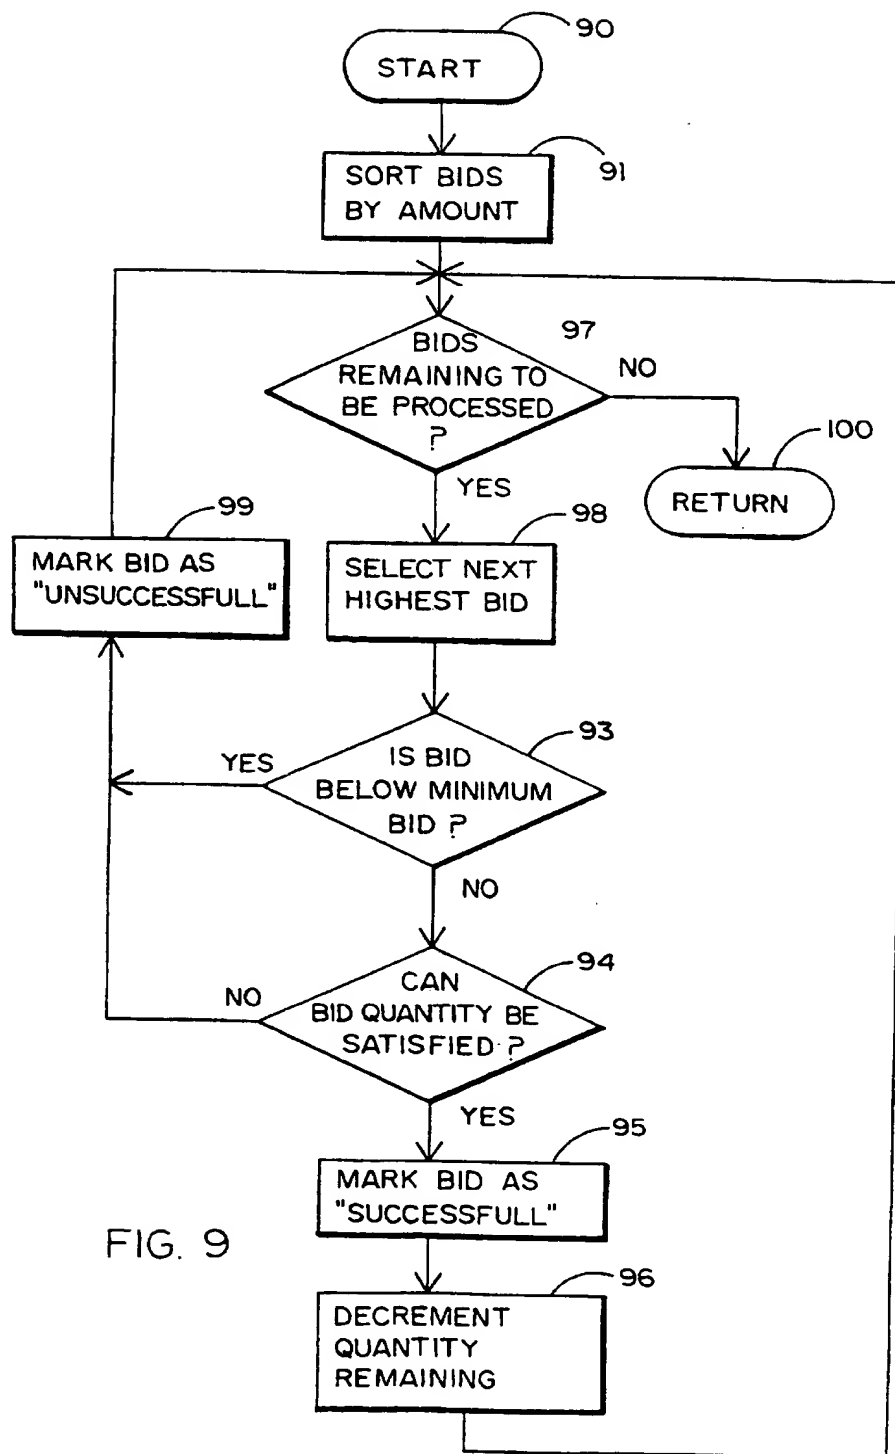 90
START
91
SORT BIDS
BY AMOUNT
97
BIDS
REMAINING TO
BE PROCESSED
?
NO
100
RETURN
YES
99
MARK BID AS
"UNSUCCESSFULL"
98
SELECT NEXT
HIGHEST BID
93
YES
IS BID
BELOW MINIMUM
BID ?
NO
94
NO
CAN
BID QUANTITY BE
SATISFIED ?
YES
95
MARK BID AS
"SUCCESSFULL"
FIG. 9
96
DECREMENT
QUANTITY
REMAINING